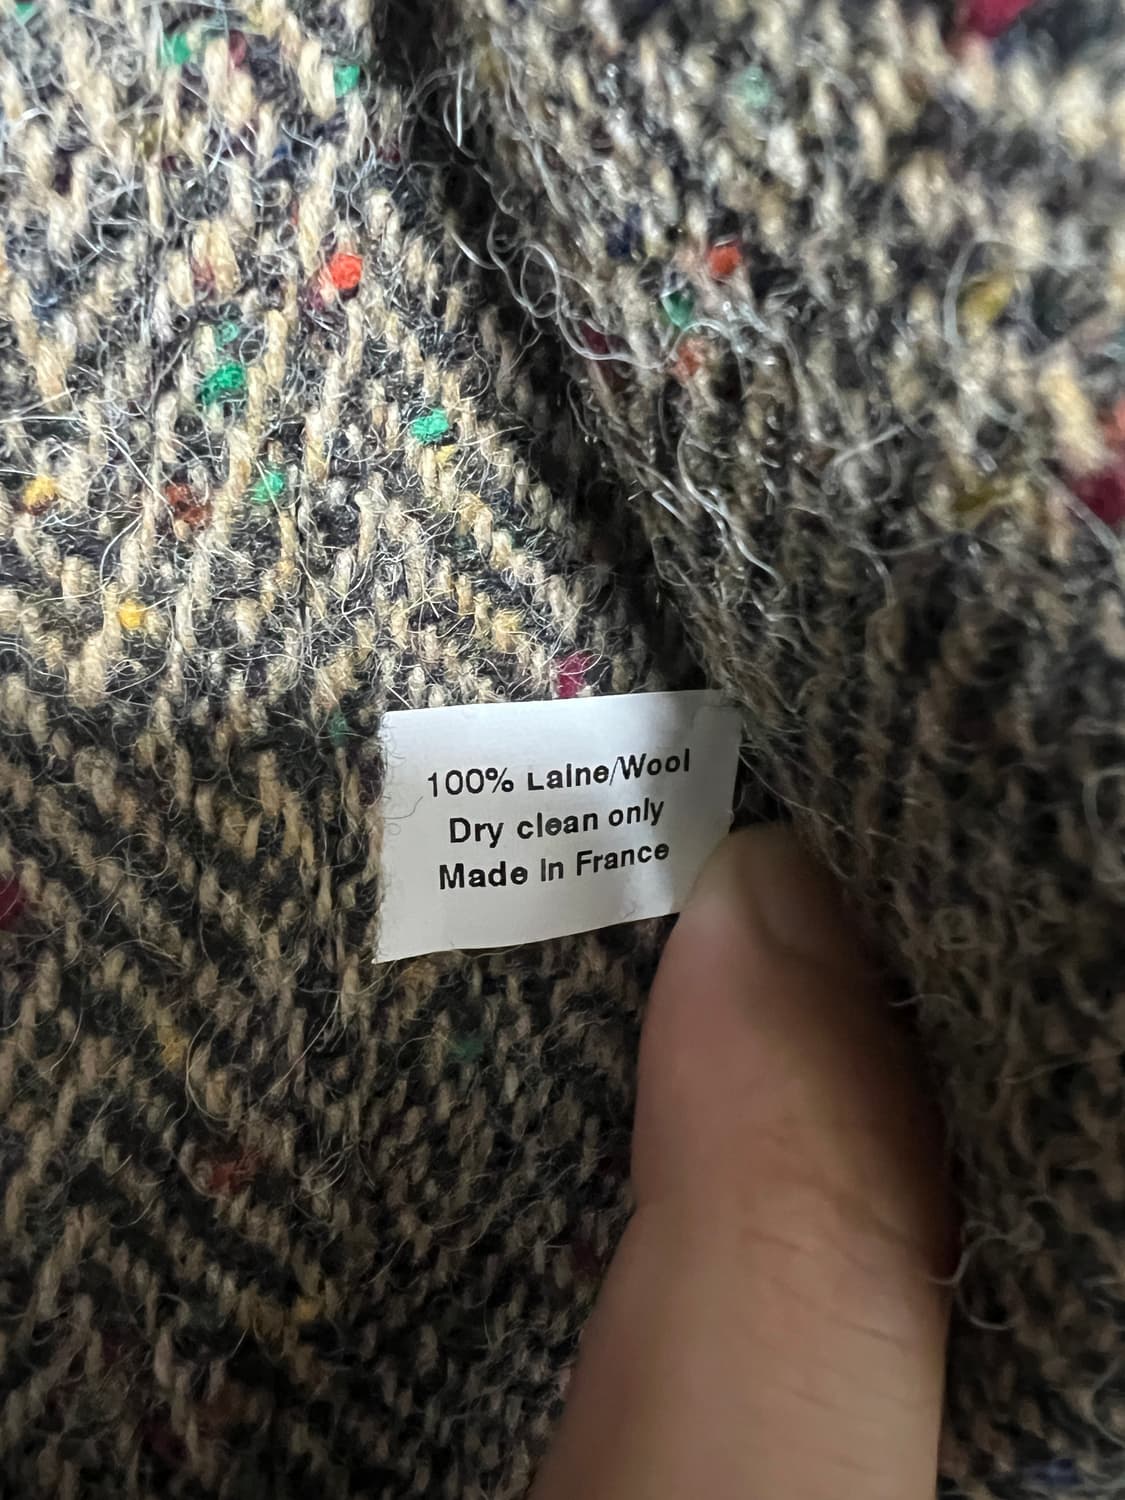 100% Laine/Wool
Dry clean only
Made In France